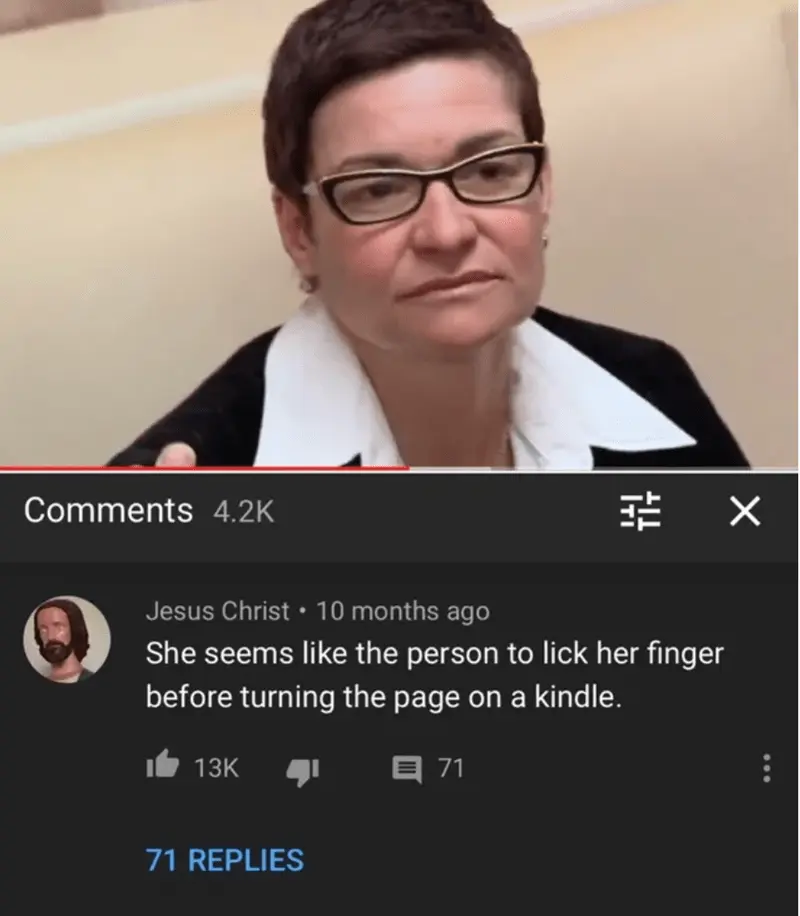 Comments 4.2K
Jesus Christ • 10 months ago
She seems like the person to lick her finger
before turning the page on a kindle.
13K 71
71 REPLIES